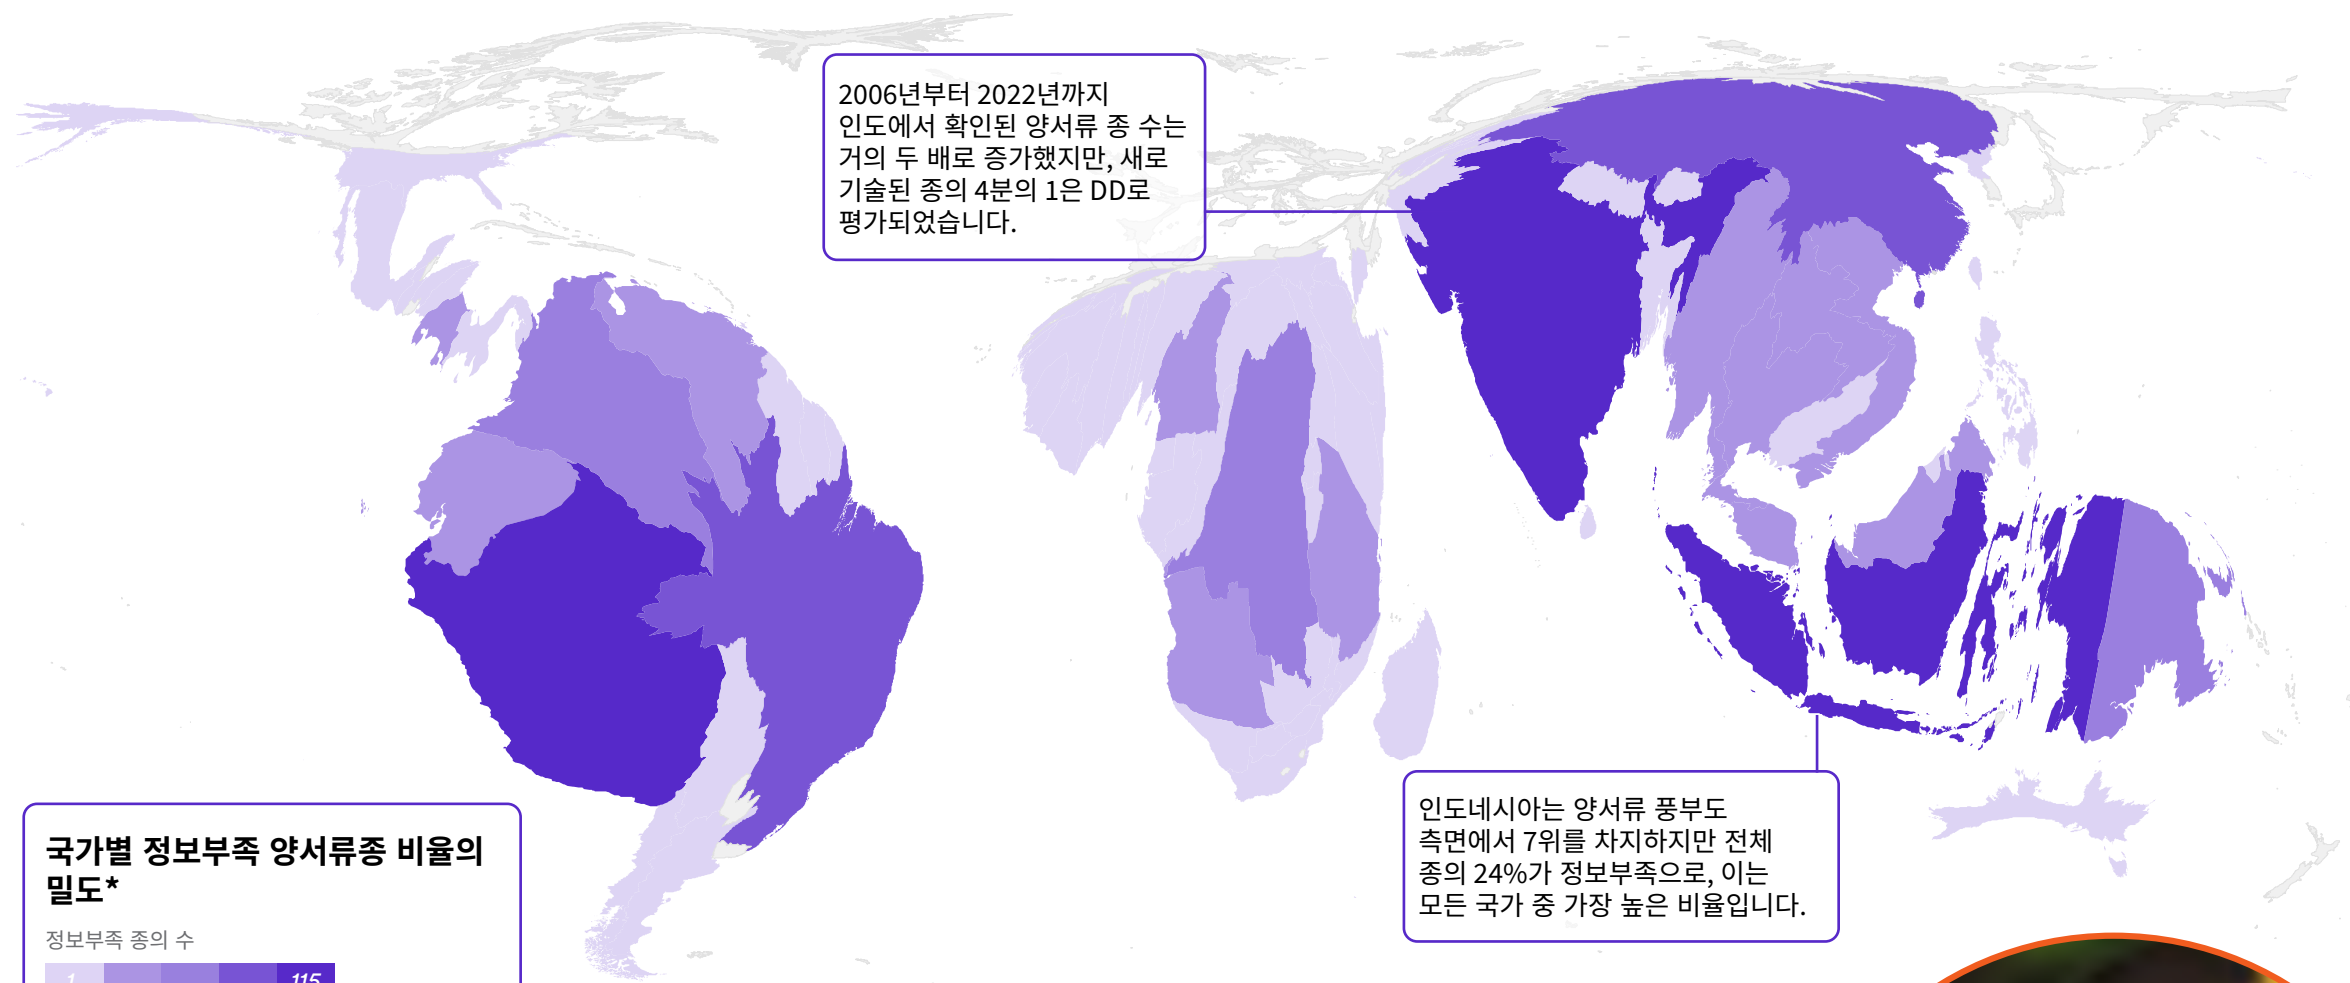 2006년부터 2022년까지
인도에서 확인된 양서류 종 수는
거의 두 배로 증가했지만, 새로
기술된 종의 4분의 1은 DD로
평가되었습니다.
인도네시아는 양서류 풍부도
측면에서 7위를 차지하지만 전체
종의 24%가 정보부족으로, 이는
모든 국가 중 가장 높은 비율입니다.
국가별 정보부족 양서류종 비율의
밀도*
정보부족 종의 수
1 115